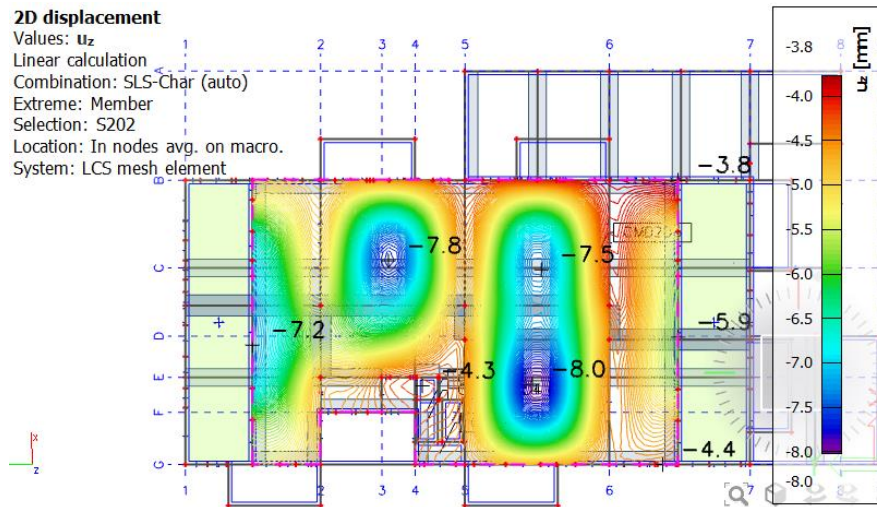 2D displacement
Values: uz
Linear calculation
Combination: SLS-Char (auto)
Extreme: Member
Selection: S202
Location: In nodes avg. on macro.
System: LCS mesh element
1 2 3 4 5 6 7 8
A
B
C
D
E
F
G
1 2 3 4 5 6 7 8
-3.8
-7.8
-7.5
-7.2
-5.9
-4.3
-8.0
-4.4
x
z
uz [mm]
-3.8
-4.0
-4.5
-5.0
-5.5
-6.0
-6.5
-7.0
-7.5
-8.0
-8.0